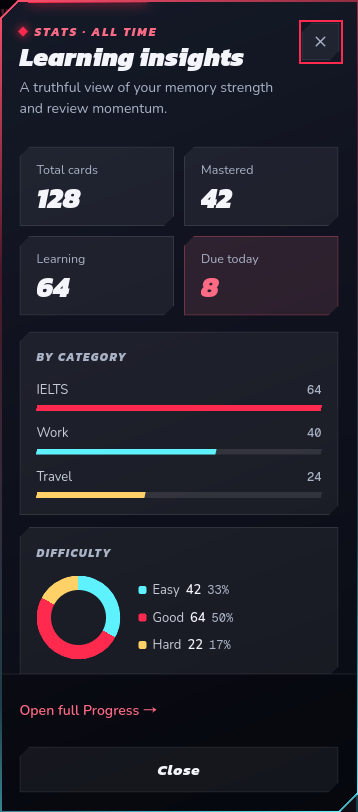 STATS · ALL TIME
Learning insights
A truthful view of your memory strength
and review momentum.
Total cards
128
Mastered
42
Learning
64
Due today
8
BY CATEGORY
IELTS 64
Work 40
Travel 24
DIFFICULTY
Easy 42 33%
Good 64 50%
Hard 22 17%
Open full Progress →
Close